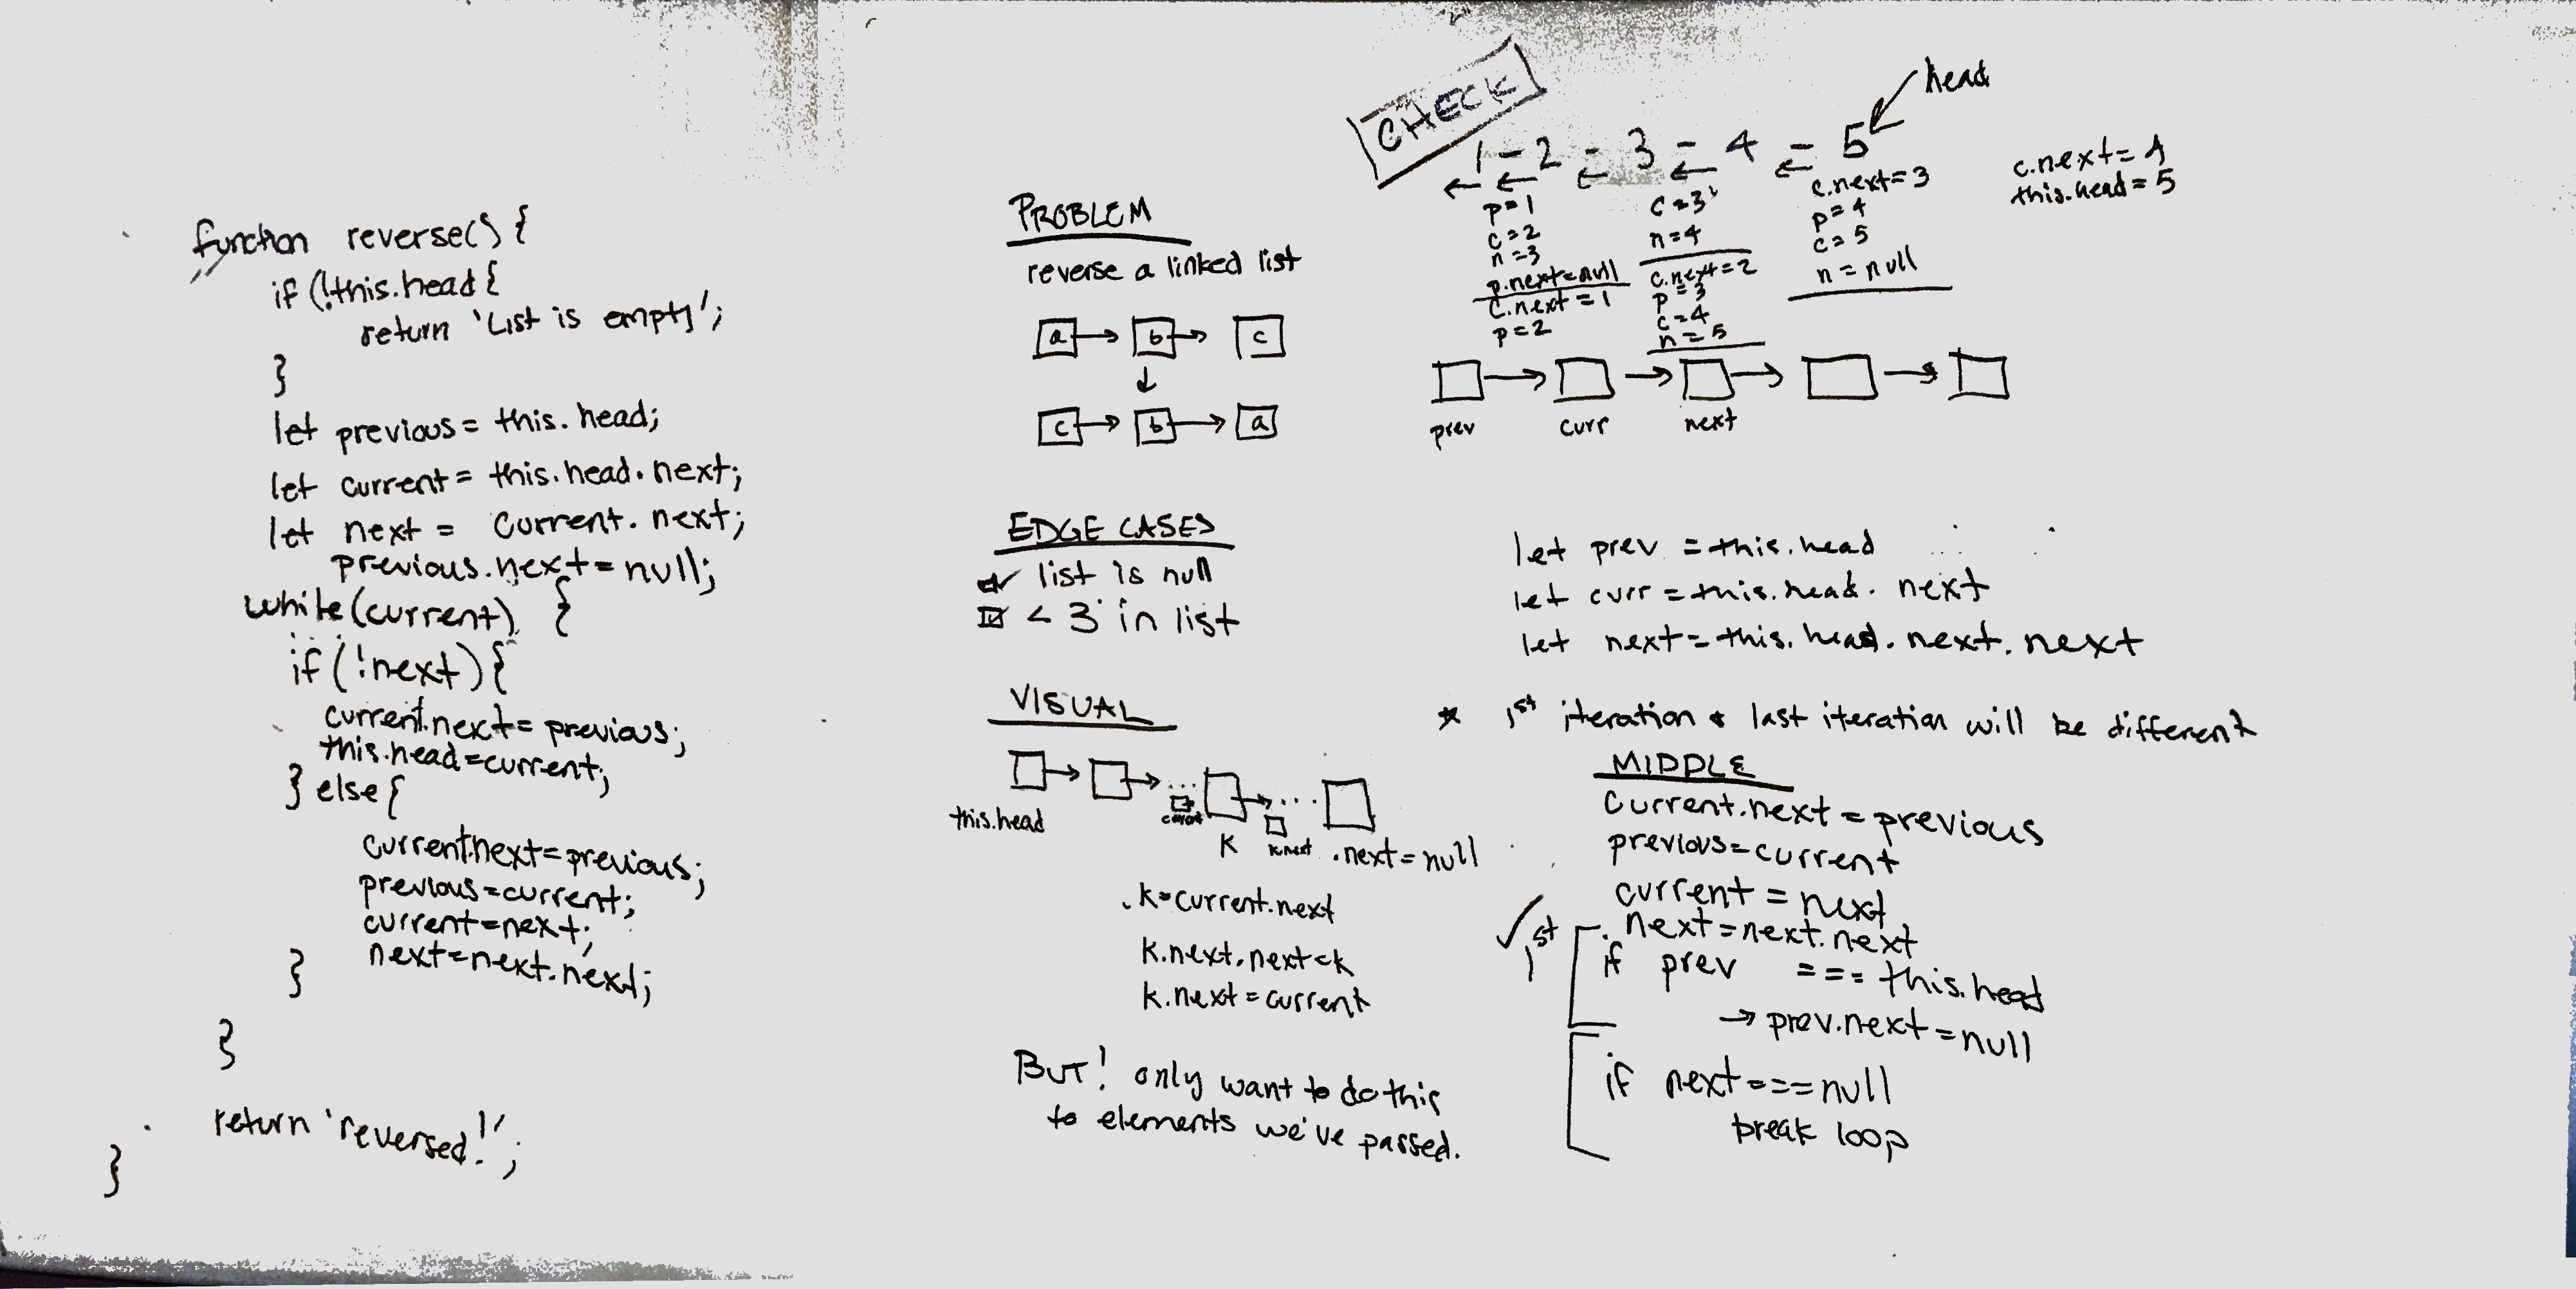 function reverse() {
if (!this.head {
return 'List is empty';
}
let previous = this.head;
let current = this.head.next;
let next = current.next;
previous.next = null;
while(current) {
if (!next) {
current.next = previous;
this.head = current;
} else {
current.next = previous;
previous = current;
current = next;
next = next.next;
}
}
return 'reversed!';
}
PROBLEM
reverse a linked list
a b c
c b a
EDGE CASES
list is null
< 3 in list
VISUAL
this.head
K
.next = null
K = current.next
K.next.next = K
K.next = current
BUT! only want to do this
to elements we've passed.
CHECK
head
1 - 2 - 3 - 4 - 5
p = 1
c = 2
n = 3
p.next = null
c.next = 1
p = 2
c = 3
n = 4
c.next = 2
p = 3
c = 4
n = 5
c.next = 3
p = 4
c = 5
n = null
c.next = 4
this.head = 5
prev curr next
let prev = this.head
let curr = this.head.next
let next = this.head.next.next
* 1st iteration & last iteration will be different
MIDDLE
current.next = previous
previous = current
current = next
next = next.next
1st
if prev === this.head
→ prev.next = null
if next === null
break loop